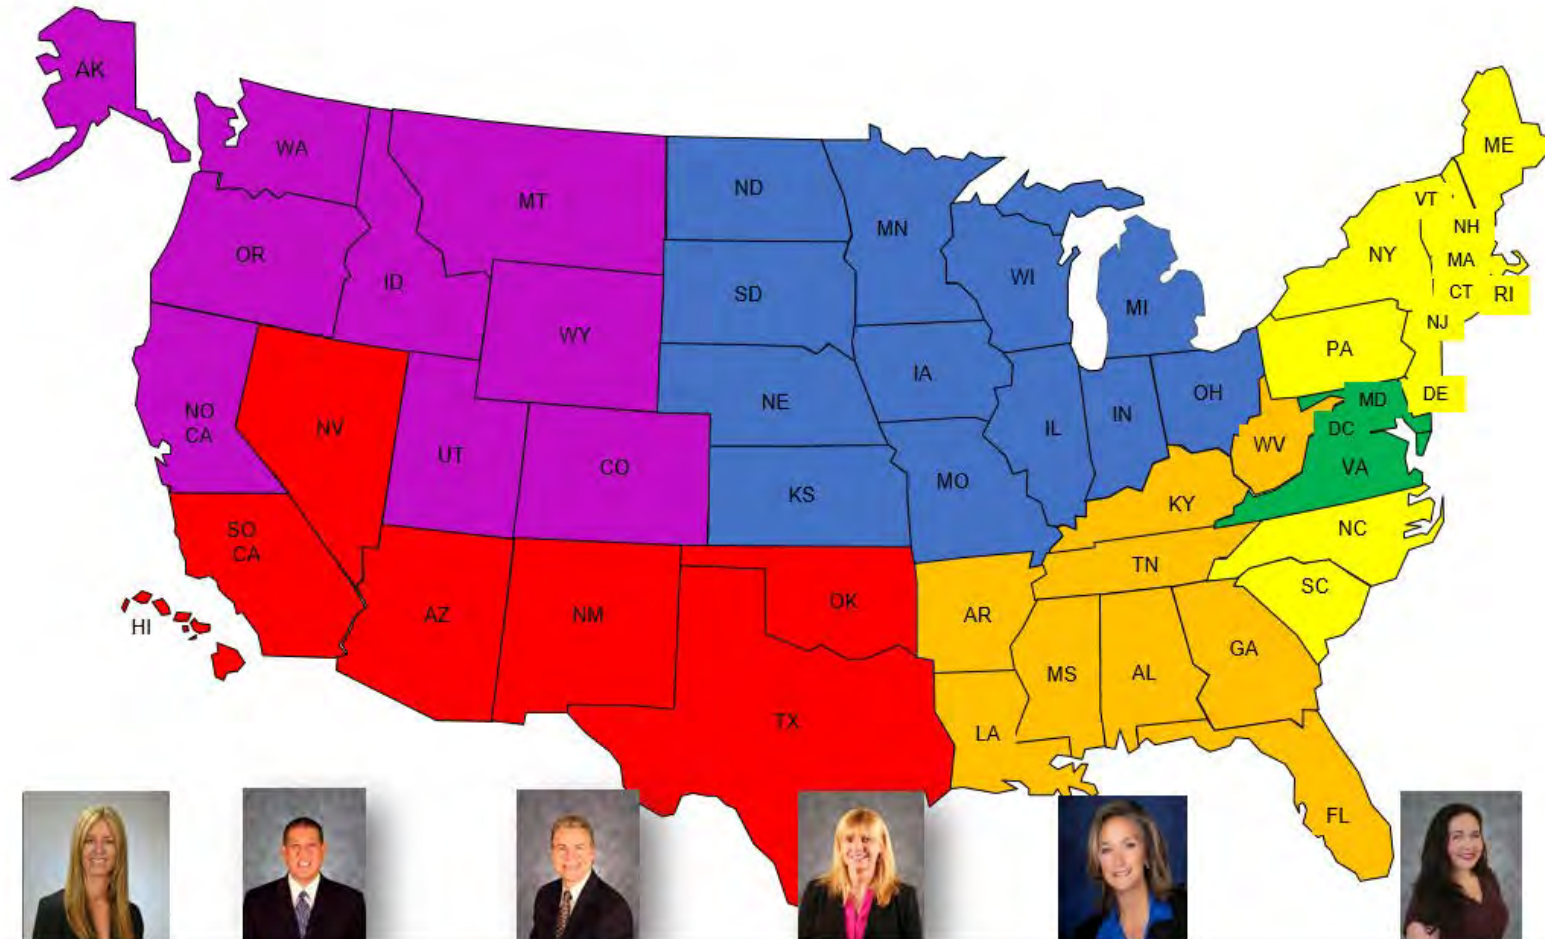 AK
WA
MT
ND
MN
ME
VT
NH
OR
ID
NY
MA
SD
WI
MI
CT
RI
WY
NJ
PA
IA
NE
OH
DE
MD
NO
CA
NV
IL
IN
DC
UT
CO
WV
VA
KS
MO
KY
SO
CA
NC
TN
SC
HI
AZ
NM
OK
AR
GA
MS
AL
TX
LA
FL